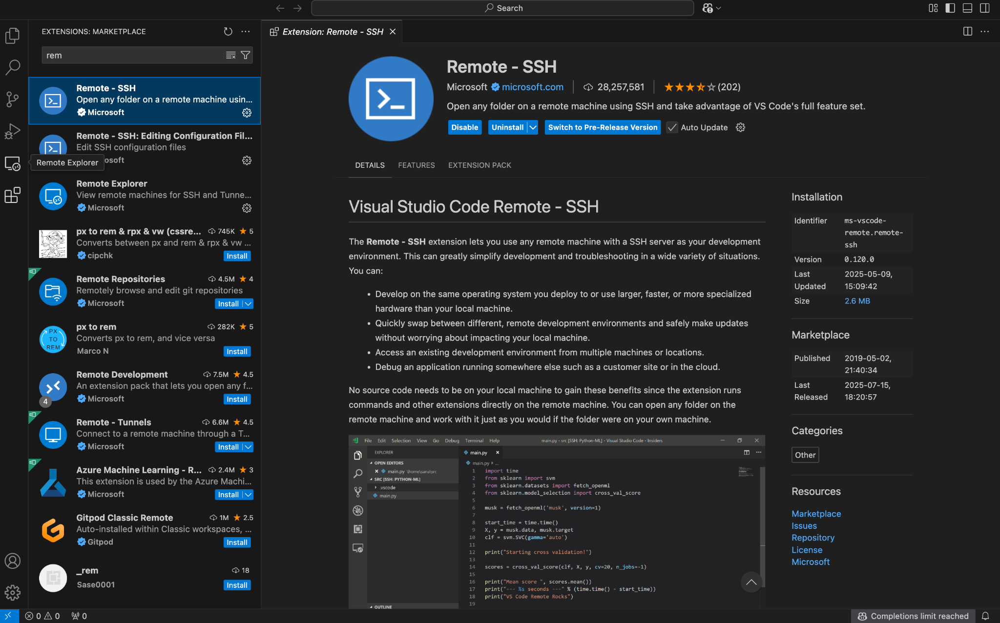 Search
EXTENSIONS: MARKETPLACE
rem
Remote - SSH
Open any folder on a remote machine usin...
Microsoft
Remote - SSH: Editing Configuration Fil...
Edit SSH configuration files
osoft
Remote Explorer
Remote Explorer
View remote machines for SSH and Tunne...
Microsoft
px to rem & rpx & vw (cssre... 745K 5
Converts between px and rem & rpx & vw ...
cipchk Install
Remote Repositories 4.5M 4
Remotely browse and edit git repositories
Microsoft Install
PX
TO
REM
px to rem 282K 5
Converts px to rem, and vice versa
Marco N Install
Remote Development 7.5M 4.5
An extension pack that lets you open any f...
4 Microsoft Install
Remote - Tunnels 6.6M 4.5
Connect to a remote machine through a T...
Microsoft Install
Azure Machine Learning - R... 2.4M 3
This extension is used by the Azure Machi...
Microsoft Install
Gitpod Classic Remote 1M 2.5
Auto-installed within Classic workspaces, ...
Gitpod Install
_rem 18
Sase0001 Install
Extension: Remote - SSH
Remote - SSH
Microsoft microsoft.com 28,257,581 (202)
Open any folder on a remote machine using SSH and take advantage of VS Code's full feature set.
Disable Uninstall Switch to Pre-Release Version Auto Update
DETAILS FEATURES EXTENSION PACK
Visual Studio Code Remote - SSH
The Remote - SSH extension lets you use any remote machine with a SSH server as your development
environment. This can greatly simplify development and troubleshooting in a wide variety of situations.
You can:
• Develop on the same operating system you deploy to or use larger, faster, or more specialized
hardware than your local machine.
• Quickly swap between different, remote development environments and safely make updates
without worrying about impacting your local machine.
• Access an existing development environment from multiple machines or locations.
• Debug an application running somewhere else such as a customer site or in the cloud.
No source code needs to be on your local machine to gain these benefits since the extension runs
commands and other extensions directly on the remote machine. You can open any folder on the
remote machine and work with it just as you would if the folder were on your own machine.
File Edit Selection View Go Debug Terminal Help main.py - src [SSH: Python-ML] - Visual Studio Code - Insiders
EXPLORER
OPEN EDITORS
main.py \home\sana\src
SRC [SSH: PYTHON-ML]
.vscode
main.py
OUTLINE
main.py
main.py ...
1 import time
2 from sklearn import svm
3 from sklearn.datasets import fetch_openml
4 from sklearn.model_selection import cross_val_score
5
6 musk = fetch_openml('musk', version=1)
7
8 start_time = time.time()
9 X, y = musk.data, musk.target
10 clf = svm.SVC(gamma='auto')
11
12 print("Starting cross validation!")
13
14 scores = cross_val_score(clf, X, y, cv=20, n_jobs=-1)
15
16 print("Mean score ", scores.mean())
17 print("--- %s seconds ---" % (time.time() - start_time))
18 print("VS Code Remote Rocks")
19
Installation
Identifier ms-vscode-
remote.remote-
ssh
Version 0.120.0
Last 2025-05-09,
Updated 15:09:42
Size 2.6 MB
Marketplace
Published 2019-05-02,
21:40:34
Last 2025-07-15,
Released 18:20:57
Categories
Other
Resources
Marketplace
Issues
Repository
License
Microsoft
0 0 0 Completions limit reached